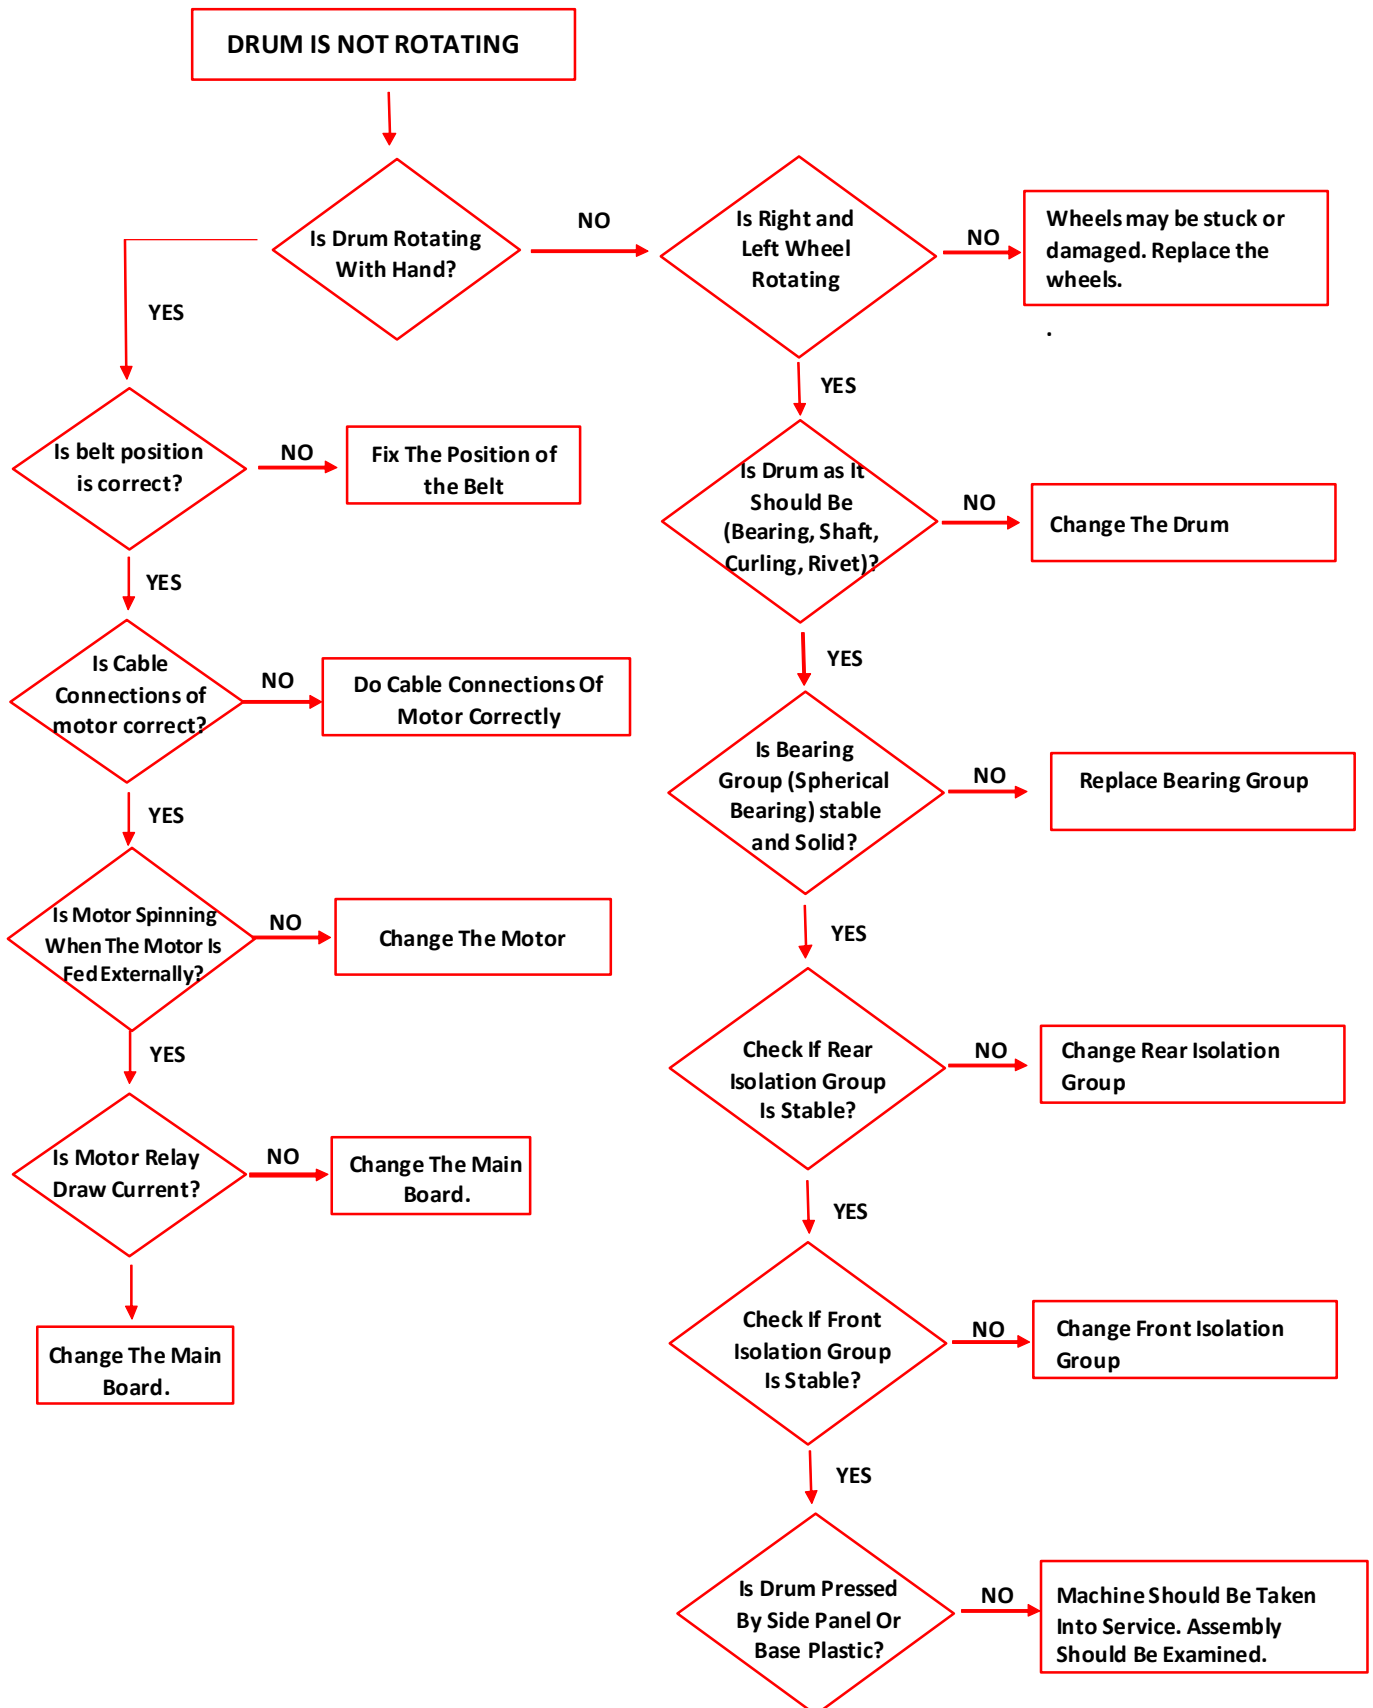 DRUM IS NOT ROTATING
Is Drum Rotating
With Hand?
NO
YES
Is Right and
Left Wheel
Rotating
NO
Wheels may be stuck or
damaged. Replace the
wheels.
.
YES
Is belt position
is correct?
NO
Fix The Position of
the Belt
YES
Is Drum as It
Should Be
(Bearing, Shaft,
Curling, Rivet)?
NO
Change The Drum
YES
Is Cable
Connections of
motor correct?
NO
Do Cable Connections Of
Motor Correctly
YES
Is Bearing
Group (Spherical
Bearing) stable
and Solid?
NO
Replace Bearing Group
YES
Is Motor Spinning
When The Motor Is
Fed Externally?
NO
Change The Motor
YES
Check If Rear
Isolation Group
Is Stable?
NO
Change Rear Isolation
Group
YES
Is Motor Relay
Draw Current?
NO
Change The Main
Board.
Change The Main
Board.
Check If Front
Isolation Group
Is Stable?
NO
Change Front Isolation
Group
YES
Is Drum Pressed
By Side Panel Or
Base Plastic?
NO
Machine Should Be Taken
Into Service. Assembly
Should Be Examined.